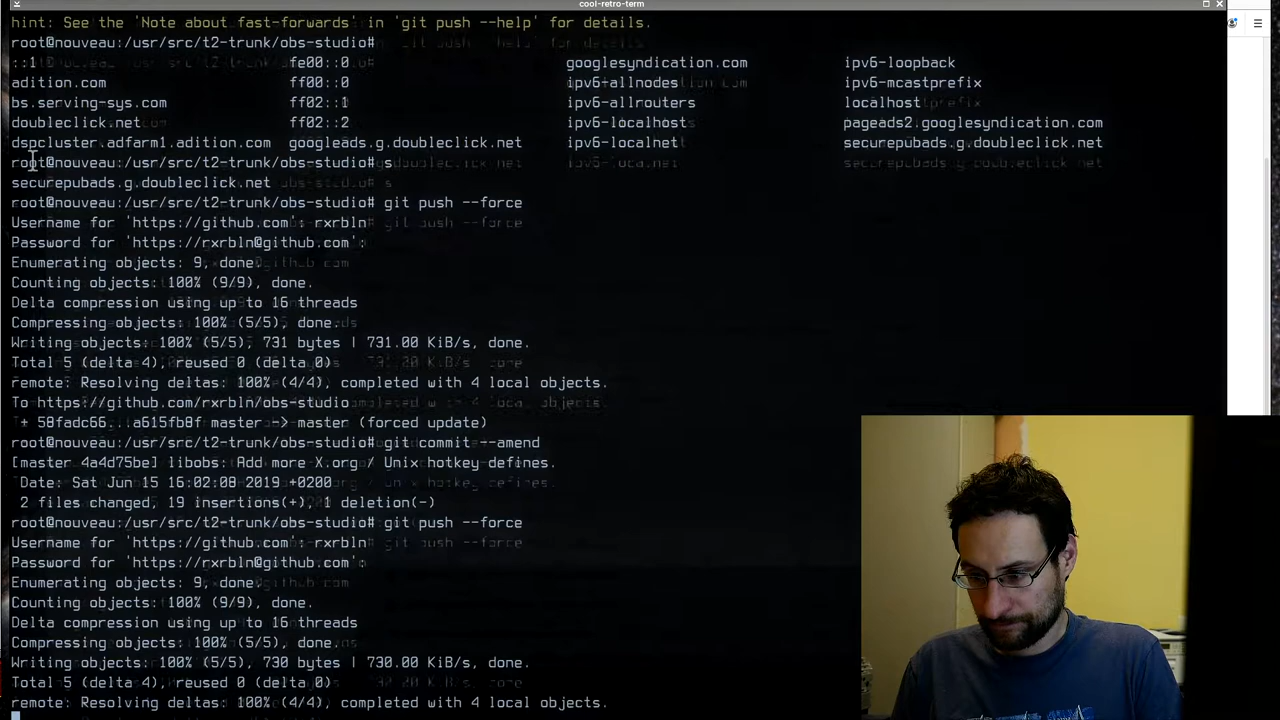 cool-retro-term
hint: See the 'Note about fast-forwards' in 'git push --help' for details.
root@nouveau:/usr/src/t2-trunk/obs-studio#
::1 fe00::0 googlesyndication.com ipv6-loopback
adition.com ff00::0 ipv6-allnodes ipv6-mcastprefix
bs.serving-sys.com ff02::1 ipv6-allrouters localhost
doubleclick.net ff02::2 ipv6-localhost pagead2.googlesyndication.com
dspcluster.adfarm1.adition.com googleads.g.doubleclick.net ipv6-localnet securepubads.g.doubleclick.net
root@nouveau:/usr/src/t2-trunk/obs-studio# s
securepubads.g.doubleclick.net
root@nouveau:/usr/src/t2-trunk/obs-studio# git push --force
Username for 'https://github.com': rxrbln
Password for 'https://rxrbln@github.com':
Enumerating objects: 9, done.
Counting objects: 100% (9/9), done.
Delta compression using up to 16 threads
Compressing objects: 100% (5/5), done.
Writing objects: 100% (5/5), 731 bytes | 731.00 KiB/s, done.
Total 5 (delta 4), reused 0 (delta 0)
remote: Resolving deltas: 100% (4/4), completed with 4 local objects.
To https://github.com/rxrbln/obs-studio
+ 58fadc66...a615fb8f master -> master (forced update)
root@nouveau:/usr/src/t2-trunk/obs-studio# git commit --amend
[master 4a4d75be] libobs: Add more X.org / Unix hotkey-defines.
Date: Sat Jun 15 16:02:08 2019 +0200
2 files changed, 19 insertions(+), 1 deletion(-)
root@nouveau:/usr/src/t2-trunk/obs-studio# git push --force
Username for 'https://github.com': rxrbln
Password for 'https://rxrbln@github.com':
Enumerating objects: 9, done.
Counting objects: 100% (9/9), done.
Delta compression using up to 16 threads
Compressing objects: 100% (5/5), done.
Writing objects: 100% (5/5), 730 bytes | 730.00 KiB/s, done.
Total 5 (delta 4), reused 0 (delta 0)
remote: Resolving deltas: 100% (4/4), completed with 4 local objects.